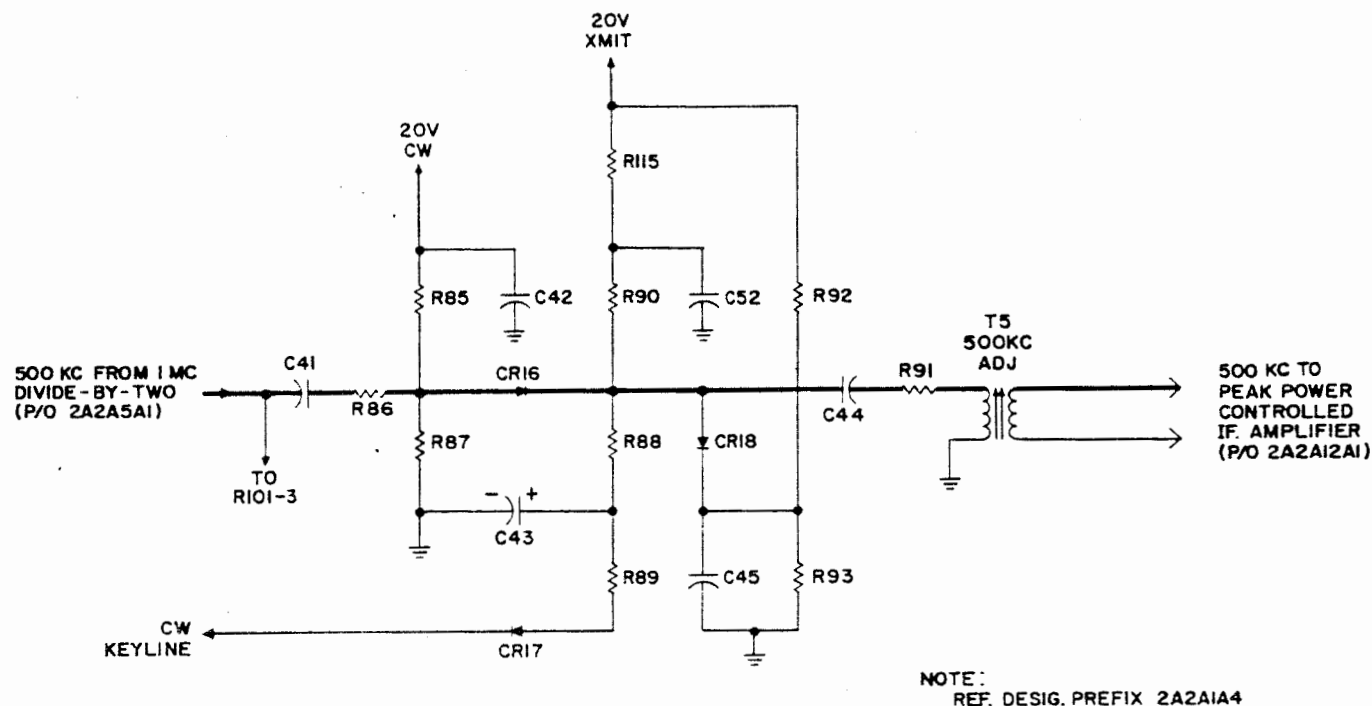 20V
XMIT
20V
CW
R115
R85
C42
R90
C52
R92
T5
500KC
ADJ
500 KC FROM 1 MC
DIVIDE-BY-TWO
(P/O 2A2A5A1)
C41
R86
CR16
C44
R91
500 KC TO
PEAK POWER
CONTROLLED
IF. AMPLIFIER
(P/O 2A2A12A1)
TO
R101-3
R87
R88
CR18
- +
C43
R89
C45
R93
CW
KEYLINE
CR17
NOTE:
REF. DESIG. PREFIX 2A2A1A4